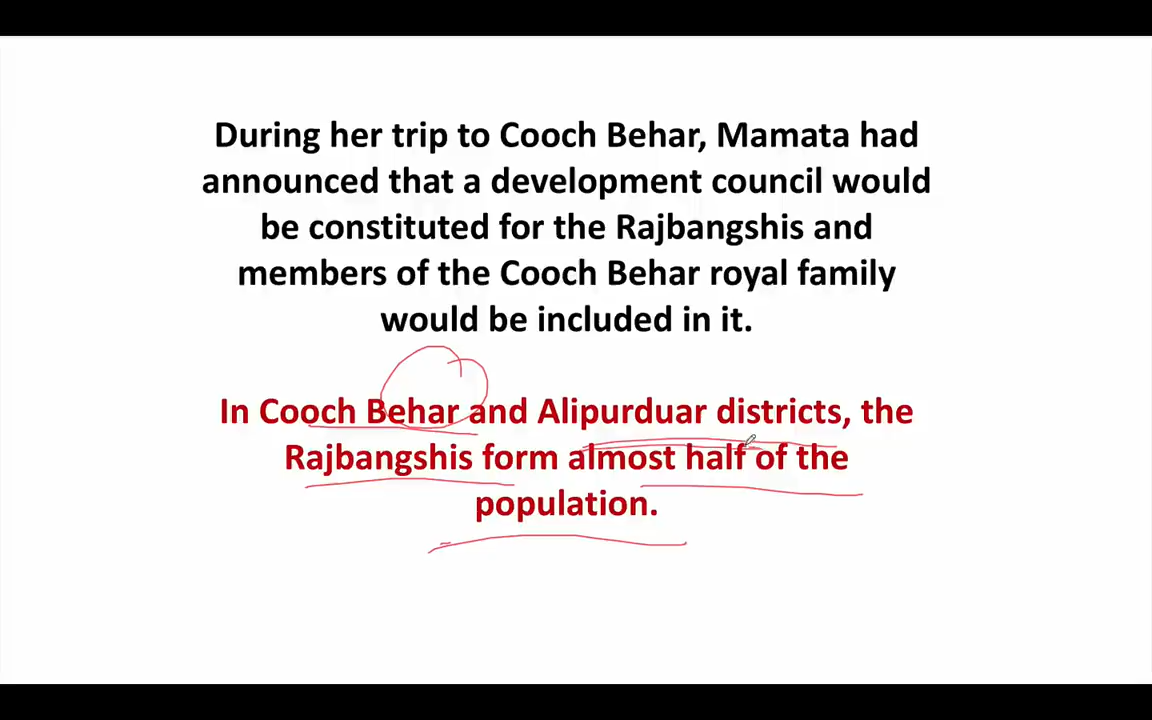 During her trip to Cooch Behar, Mamata had
announced that a development council would
be constituted for the Rajbangshis and
members of the Cooch Behar royal family
would be included in it.
In Cooch Behar and Alipurduar districts, the
Rajbangshis form almost half of the
population.